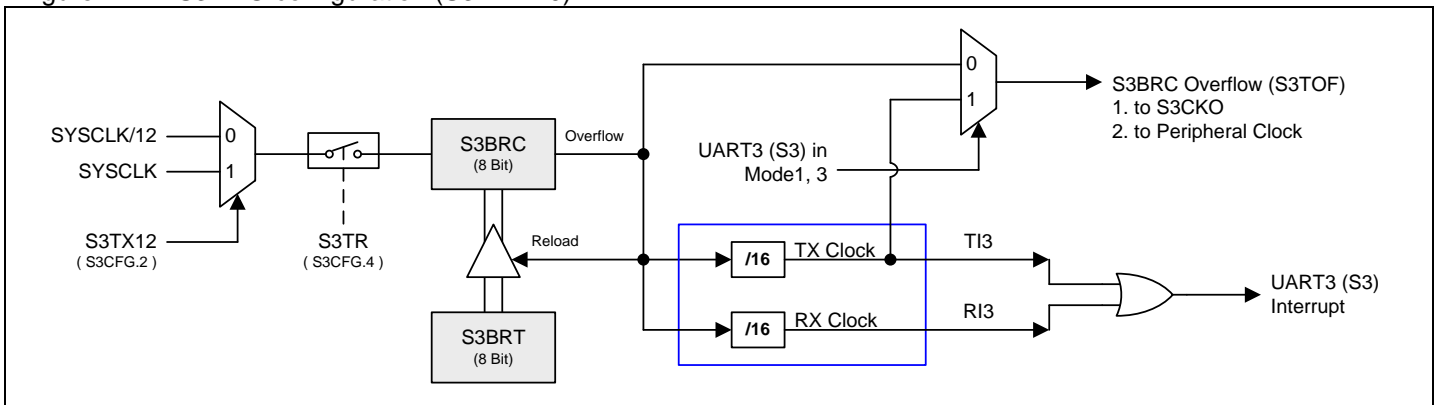 SYSCLK/12
SYSCLK
0
1
S3TX12
( S3CFG.2 )
S3TR
( S3CFG.4 )
S3BRC
(8 Bit)
Overflow
Reload
S3BRT
(8 Bit)
UART3 (S3) in
Mode1, 3
0
1
S3BRC Overflow (S3TOF)
1. to S3CKO
2. to Peripheral Clock
/16
TX Clock
TI3
/16
RX Clock
RI3
UART3 (S3)
Interrupt